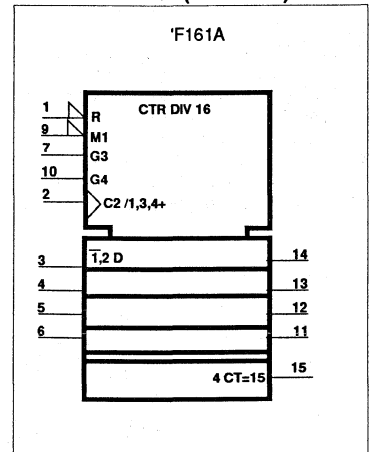 'F161A
CTR DIV 16
1 R
9 M1
7 G3
10 G4
2 C2 /1,3,4+
3 1̅,2 D 14
4 13
5 12
6 11
4 CT=15 15